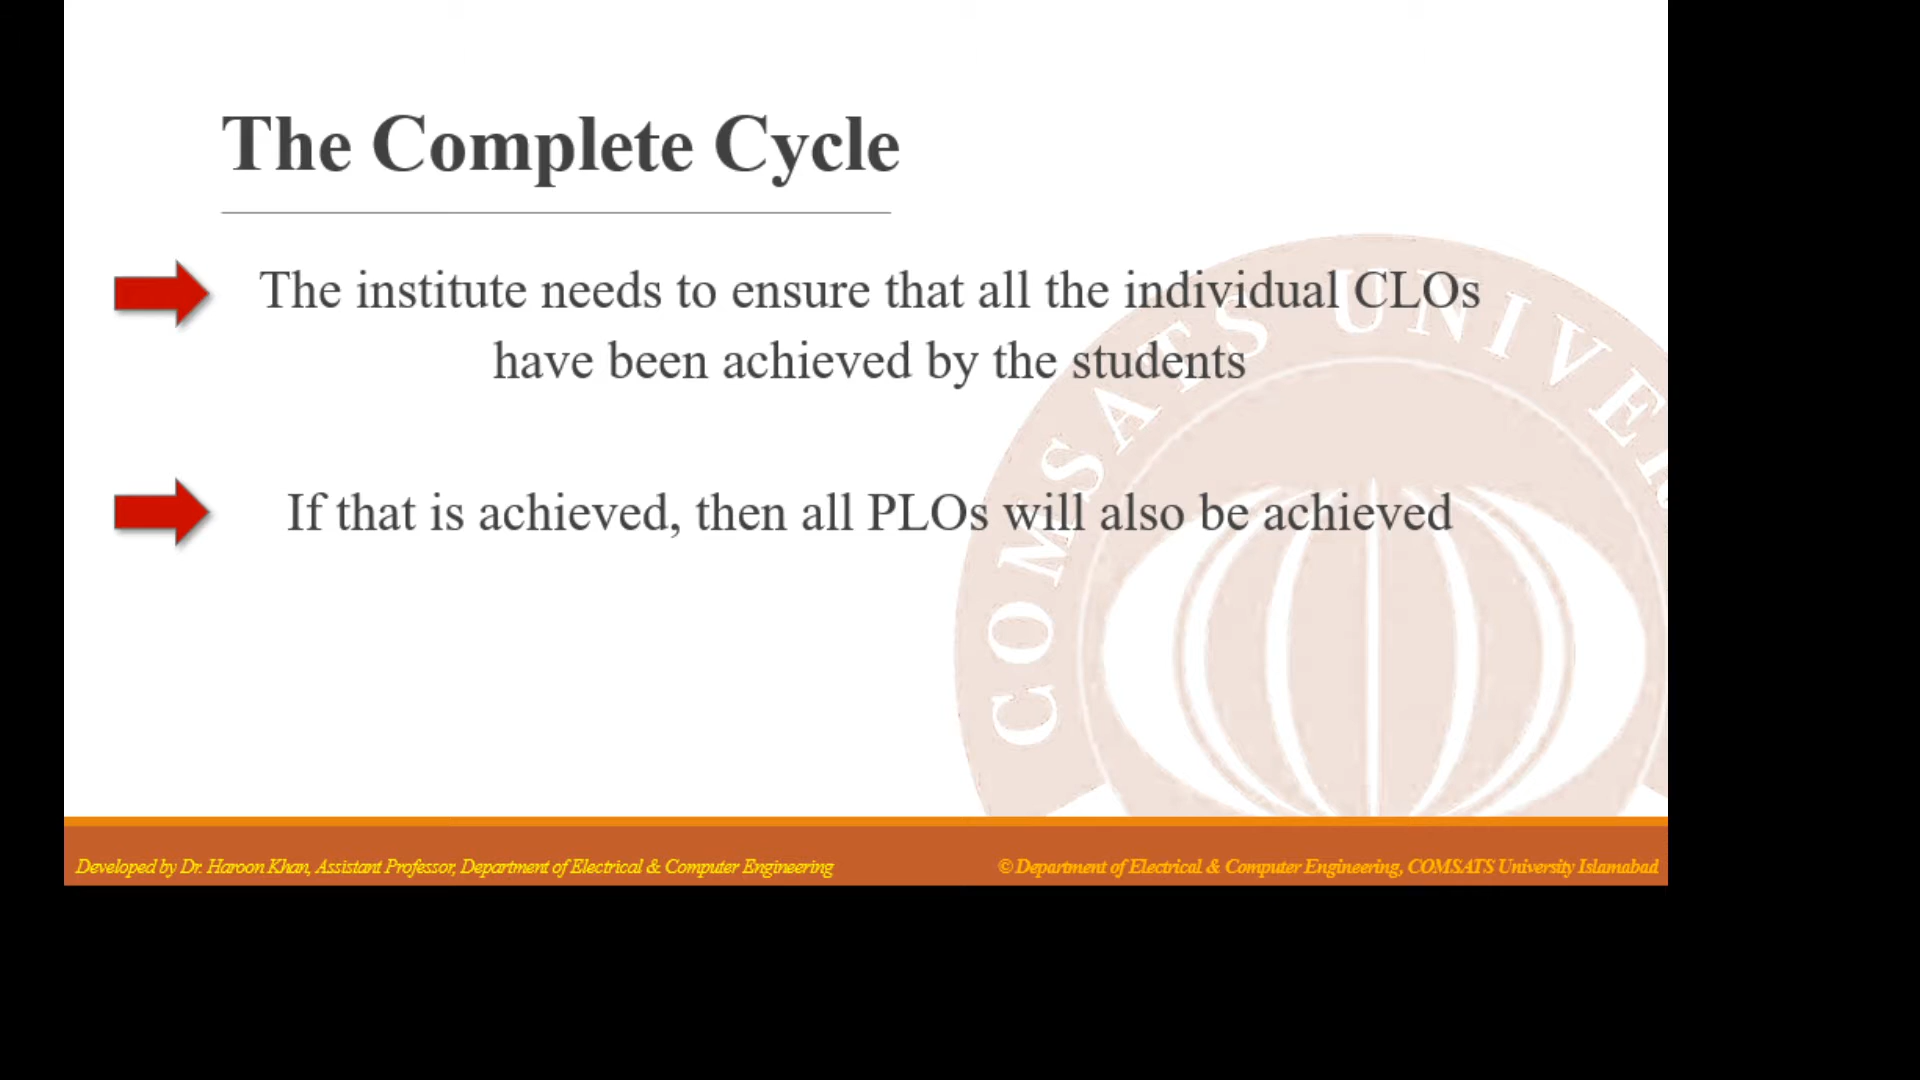 The Complete Cycle
The institute needs to ensure that all the individual CLOs
have been achieved by the students
If that is achieved, then all PLOs will also be achieved
COMSATS UNIVER
Developed by Dr. Haroon Khan, Assistant Professor, Department of Electrical & Computer Engineering
© Department of Electrical & Computer Engineering, COMSATS University Islamabad